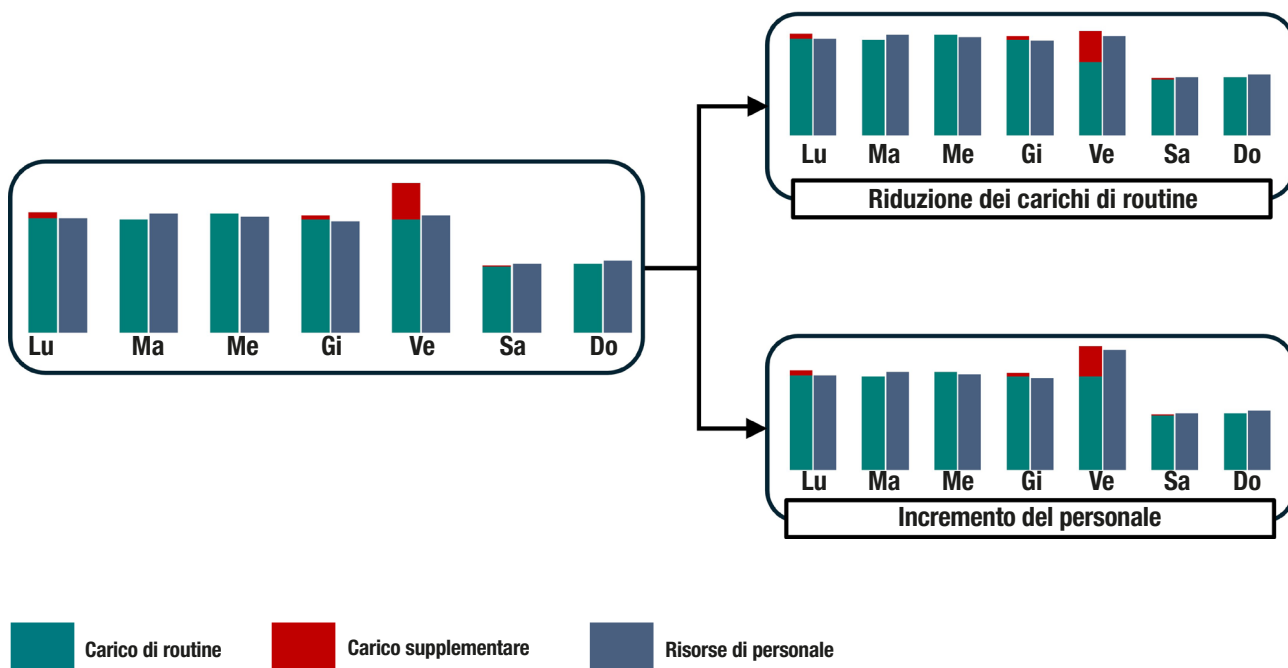 Lu Ma Me Gi Ve Sa Do
Lu Ma Me Gi Ve Sa Do
Riduzione dei carichi di routine
Lu Ma Me Gi Ve Sa Do
Incremento del personale
Carico di routine
Carico supplementare
Risorse di personale